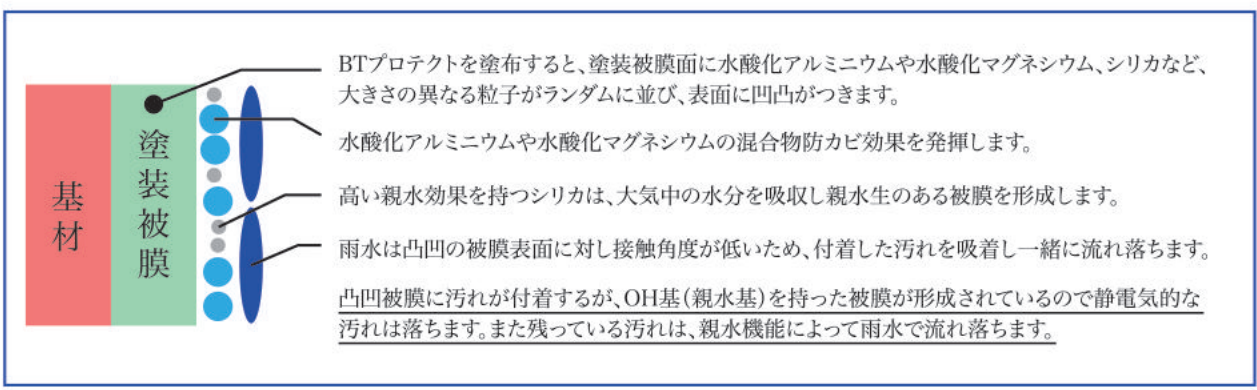 基材
塗装被膜
BTプロテクトを塗布すると、塗装被膜面に水酸化アルミニウムや水酸化マグネシウム、シリカなど、
大きさの異なる粒子がランダムに並び、表面に凹凸がつきます。
水酸化アルミニウムや水酸化マグネシウムの混合物防カビ効果を発揮します。
高い親水効果を持つシリカは、大気中の水分を吸収し親水生のある被膜を形成します。
雨水は凸凹の被膜表面に対し接触角度が低いため、付着した汚れを吸着し一緒に流れ落ちます。
凸凹被膜に汚れが付着するが、OH基(親水基)を持った被膜が形成されているので静電気的な
汚れは落ちます。また残っている汚れは、親水機能によって雨水で流れ落ちます。